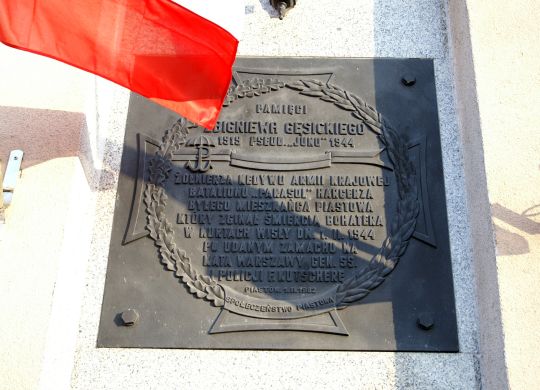 PAMIĘCI
ZBIGNIEWA GĘSICKIEGO
1919 PSEUD. „JUNO” 1944
ŻOŁNIERZA KEDYWU ARMII KRAJOWEJ
BATALIONU „PARASOL” HARCERZA
BYŁEGO MIESZKAŃCA PIASTOWA
KTÓRY ZGINĄŁ ŚMIERCIĄ BOHATERA
W NURTACH WISŁY DN. 1. II. 1944
PO UDANYM ZAMACHU NA
KATA WARSZAWY GEN. SS.
I POLICJI F. KUTSCHERĘ
PIASTÓW
SPOŁECZEŃSTWO PIASTOWA